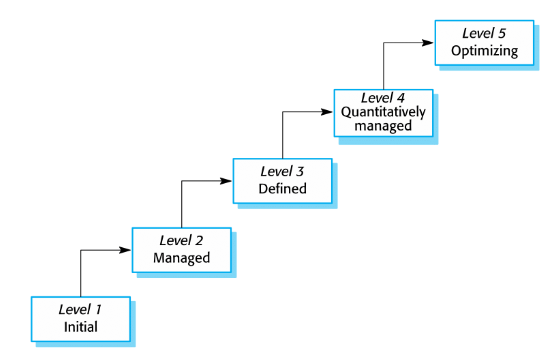 Level 5
Optimizing
Level 4
Quantitatively
managed
Level 3
Defined
Level 2
Managed
Level 1
Initial